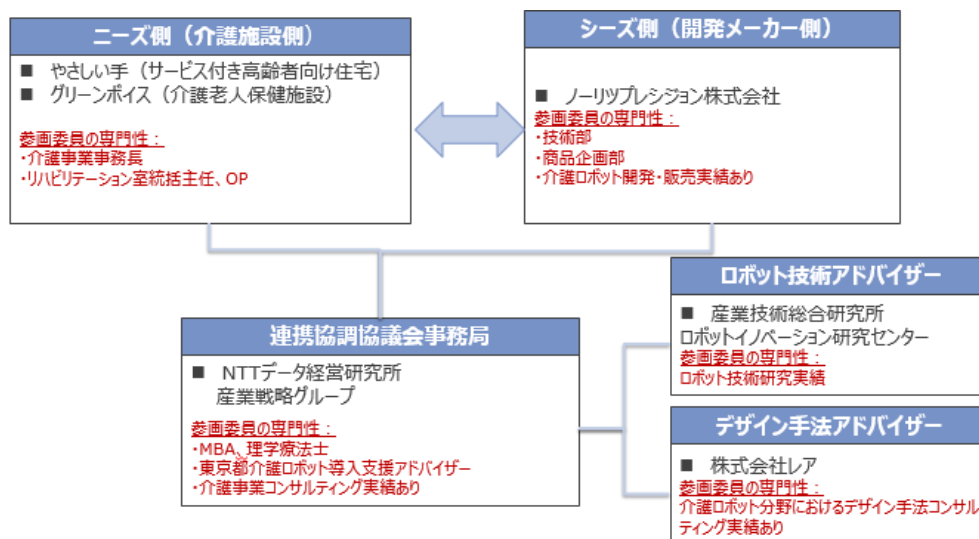 ニーズ側（介護施設側）
■ やさしい手（サービス付き高齢者向け住宅）
■ グリーンボイス（介護老人保健施設）
参画委員の専門性：
・介護事業事務長
・リハビリテーション室統括主任、OP
シーズ側（開発メーカー側）
■ ノーリツプレシジョン株式会社
参画委員の専門性：
・技術部
・商品企画部
・介護ロボット開発・販売実績あり
連携協調協議会事務局
■ NTTデータ経営研究所
産業戦略グループ
参画委員の専門性：
・MBA、理学療法士
・東京都介護ロボット導入支援アドバイザー
・介護事業コンサルティング実績あり
ロボット技術アドバイザー
■ 産業技術総合研究所
ロボットイノベーション研究センター
参画委員の専門性：
ロボット技術研究実績
デザイン手法アドバイザー
■ 株式会社レア
参画委員の専門性：
介護ロボット分野におけるデザイン手法コンサル
ティング実績あり